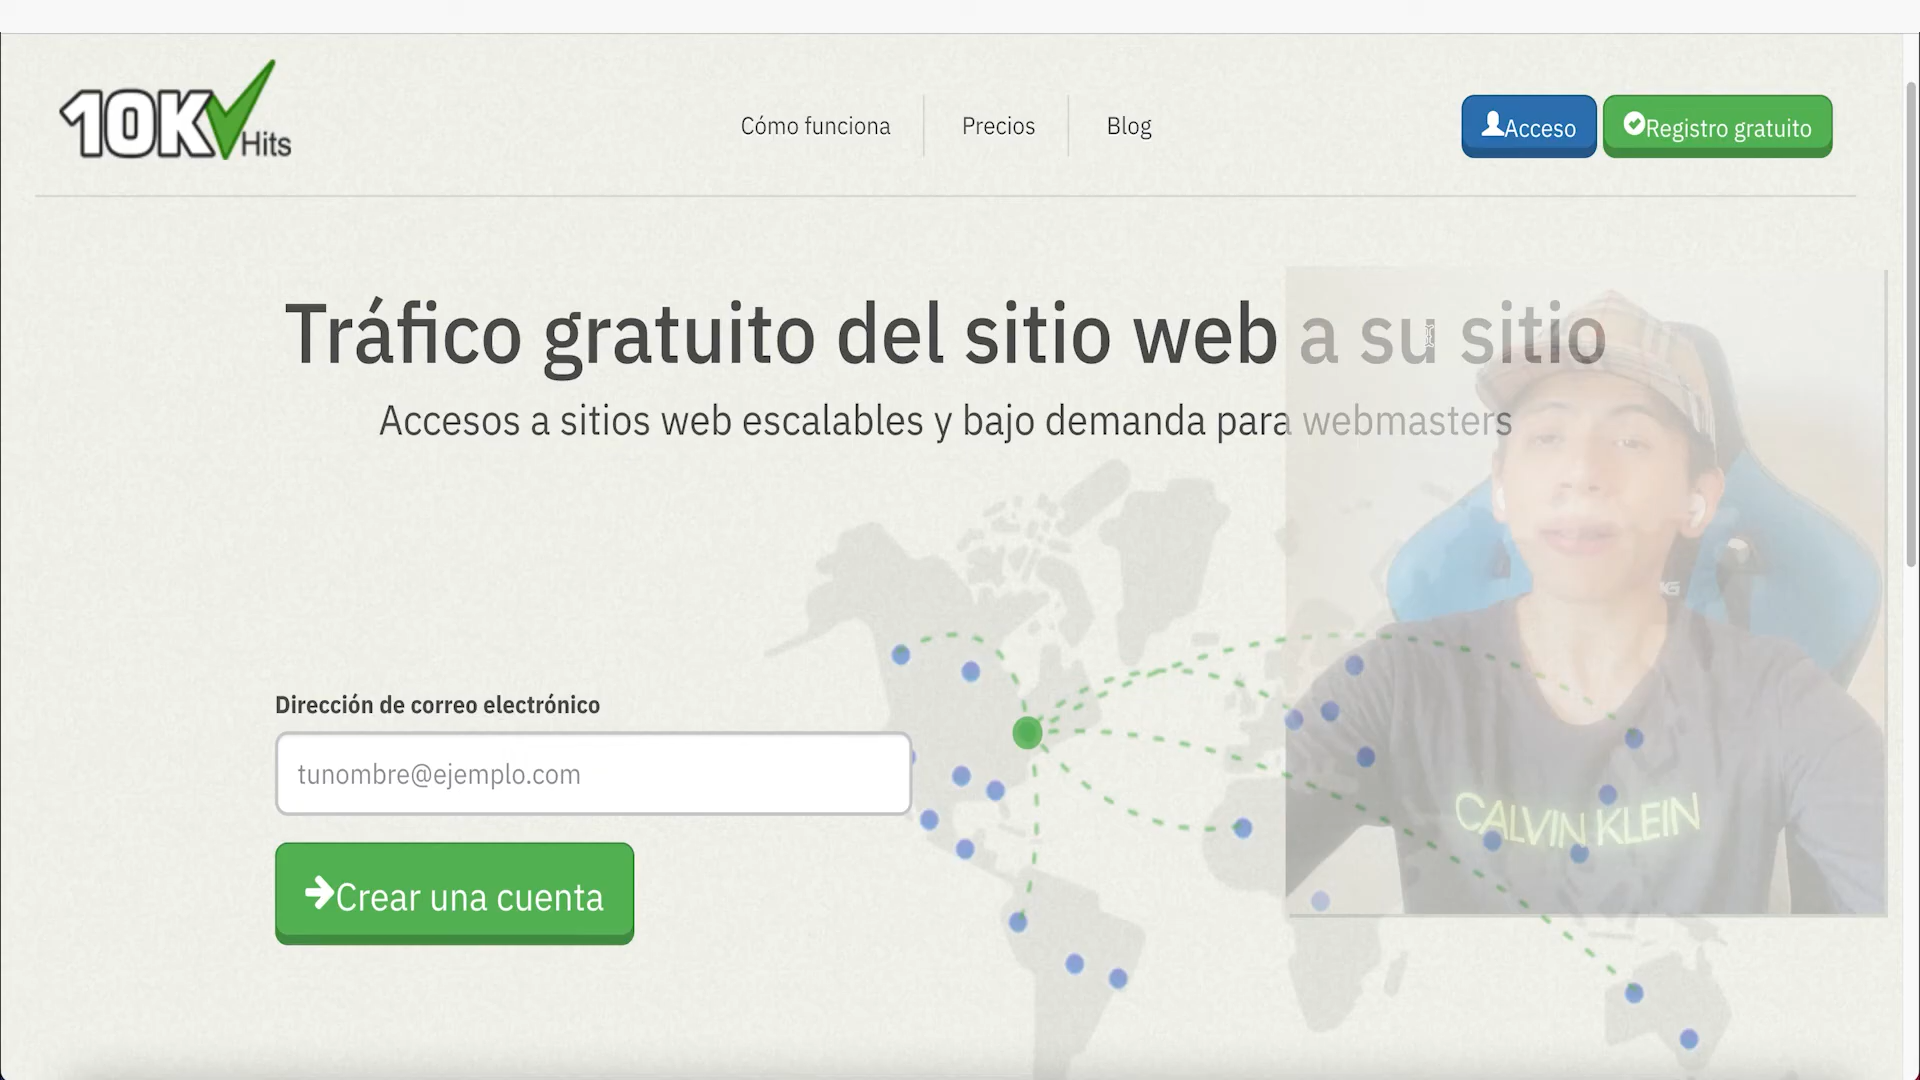 10K Hits
Cómo funciona
Precios
Blog
Acceso
Registro gratuito
Tráfico gratuito del sitio web a su sitio
Accesos a sitios web escalables y bajo demanda para webmasters
Dirección de correo electrónico
tunombre@ejemplo.com
Crear una cuenta
CALVIN KLEIN